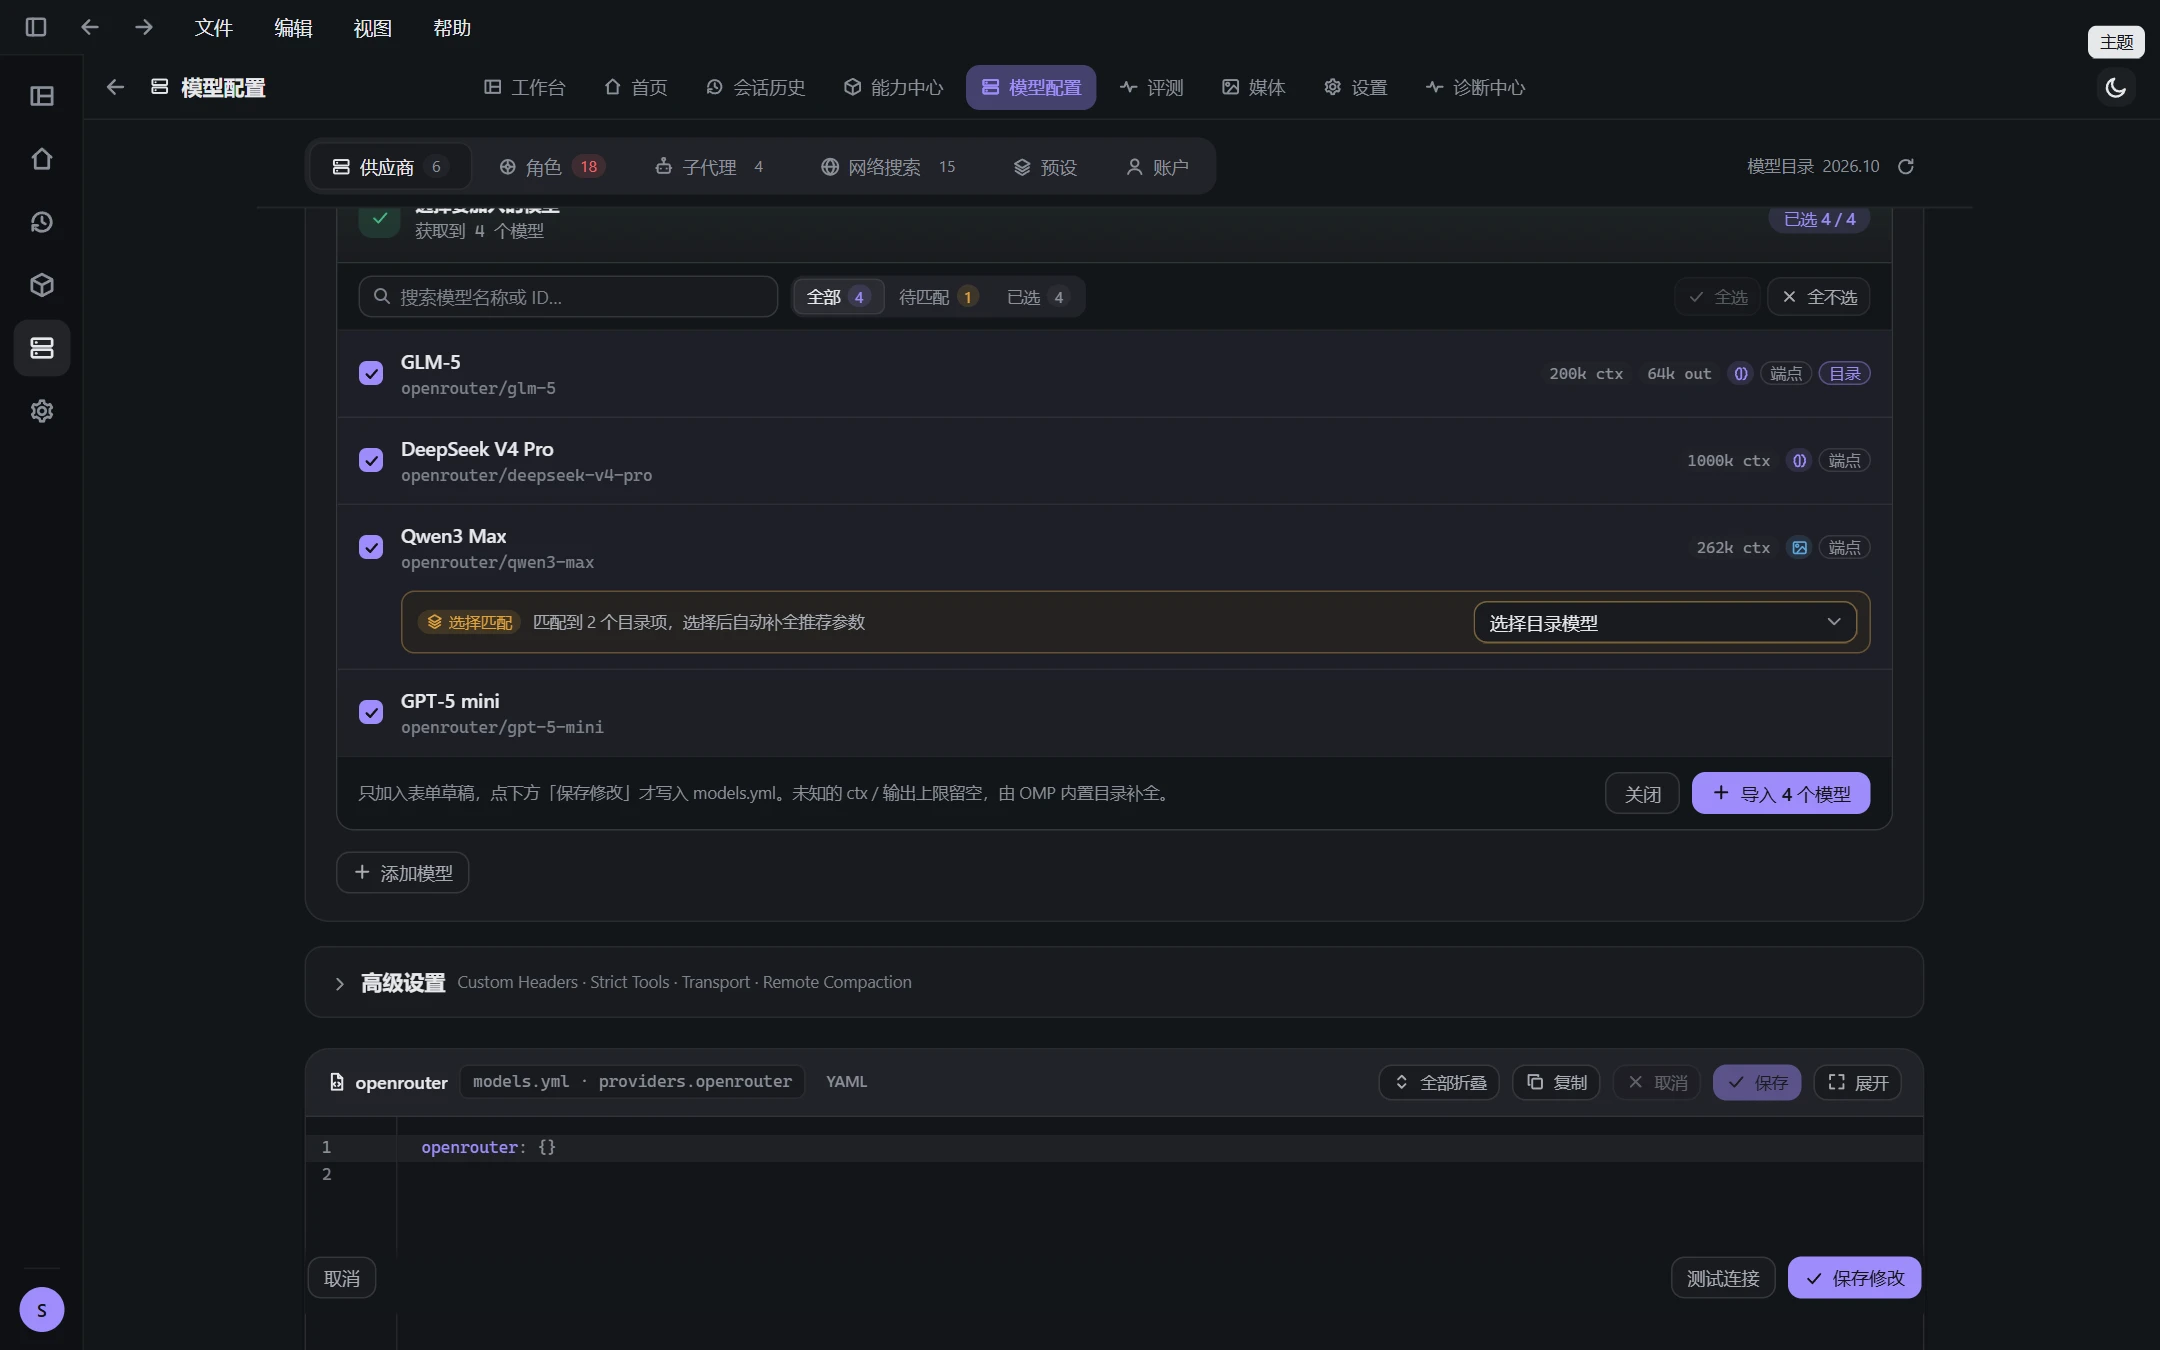 文件 编辑 视图 帮助
主题
模型配置
工作台 首页 会话历史 能力中心 模型配置 评测 媒体 设置 诊断中心
供应商 6 角色 18 子代理 4 网络搜索 15 预设 账户
模型目录 2026.10
选择要加入的模型
获取到 4 个模型
已选 4 / 4
搜索模型名称或 ID...
全部 4 待匹配 1 已选 4
全选 全不选
GLM-5
openrouter/glm-5
200k ctx 64k out 端点 目录
DeepSeek V4 Pro
openrouter/deepseek-v4-pro
1000k ctx 端点
Qwen3 Max
openrouter/qwen3-max
262k ctx 端点
选择匹配 匹配到 2 个目录项，选择后自动补全推荐参数
选择目录模型
GPT-5 mini
openrouter/gpt-5-mini
只加入表单草稿，点下方「保存修改」才写入 models.yml。未知的 ctx / 输出上限留空，由 OMP 内置目录补全。
关闭 导入 4 个模型
添加模型
高级设置 Custom Headers · Strict Tools · Transport · Remote Compaction
openrouter models.yml · providers.openrouter YAML
全部折叠 复制 取消 保存 展开
1 openrouter: {}
2
取消
测试连接 保存修改
S